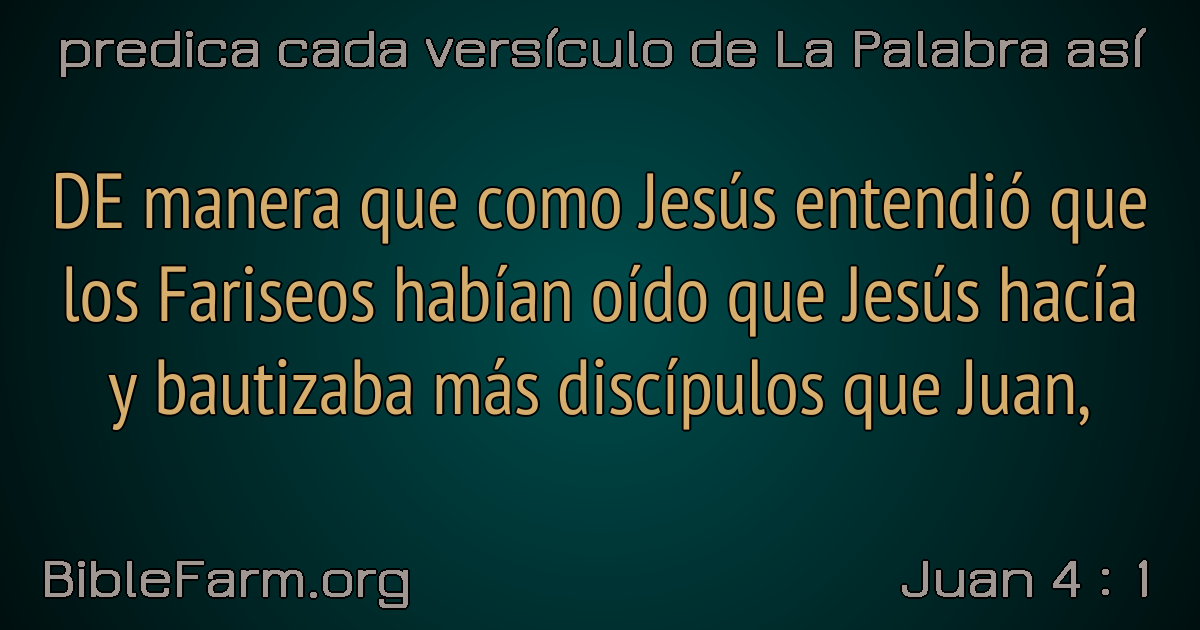 predica cada versículo de La Palabra así
DE manera que como Jesús entendió que
los Fariseos habían oído que Jesús hacía
y bautizaba más discípulos que Juan,
BibleFarm.org
Juan 4 : 1